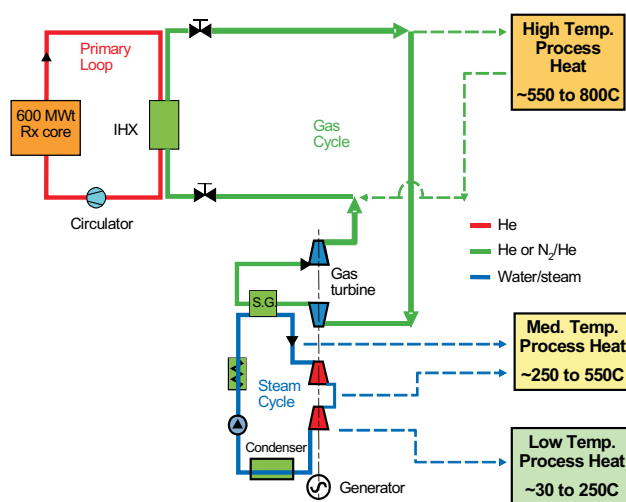 Primary
Loop
600 MWt
Rx core
IHX
Circulator
Gas
Cycle
High Temp.
Process
Heat
~550 to 800C
He
He or N2/He
Water/steam
Gas
turbine
S.G.
Steam
Cycle
Condenser
Generator
Med. Temp.
Process Heat
~250 to 550C
Low Temp.
Process Heat
~30 to 250C